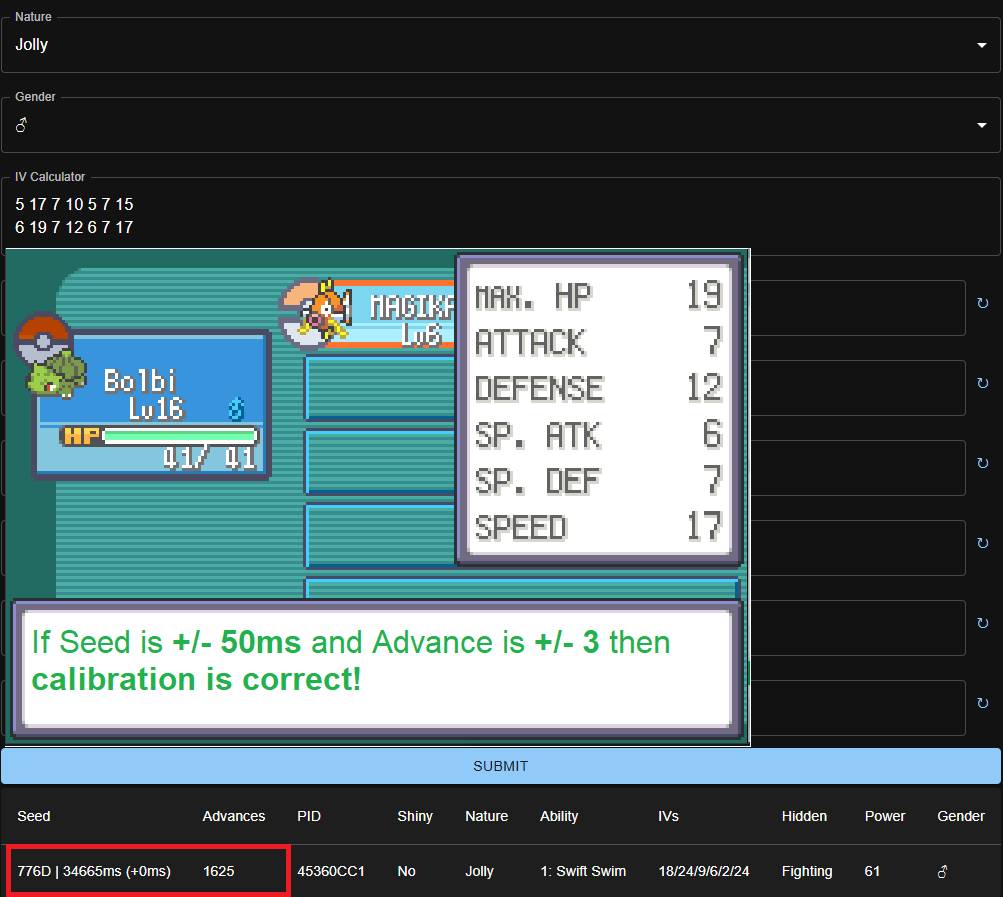 Nature
Jolly
Gender
♂
IV Calculator
5 17 7 10 5 7 15
6 19 7 12 6 7 17
MAGIKA
Lv6
Bolbi
Lv16 ♂
HP
41/ 41
MAX. HP 19
ATTACK 7
DEFENSE 12
SP. ATK 6
SP. DEF 7
SPEED 17
If Seed is +/- 50ms and Advance is +/- 3 then
calibration is correct!
SUBMIT
Seed Advances PID Shiny Nature Ability IVs Hidden Power Gender
776D | 34665ms (+0ms) 1625 45360CC1 No Jolly 1: Swift Swim 18/24/9/6/2/24 Fighting 61 ♂